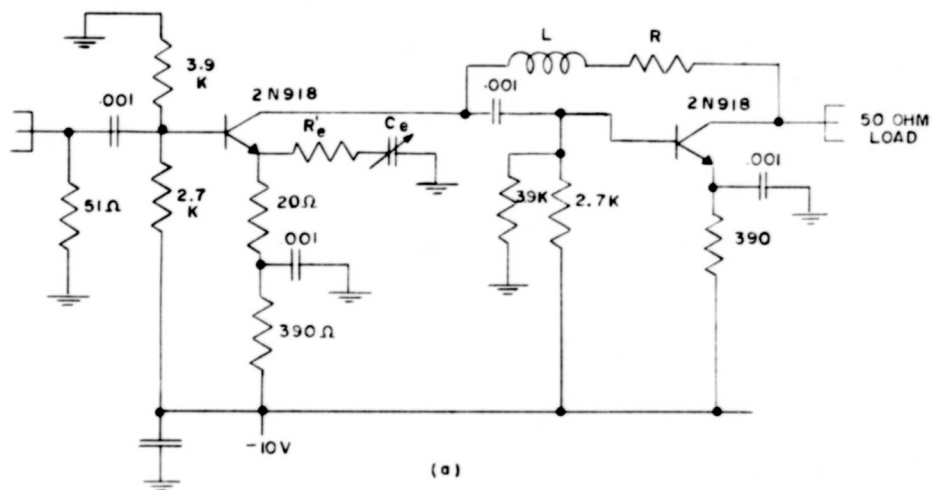 L
R
3.9
K
.001
2N918
.001
2N918
50 OHM
LOAD
R'e
Ce
51Ω
2.7
K
20Ω
.001
39K
2.7K
.001
390
390Ω
-10V
(a)